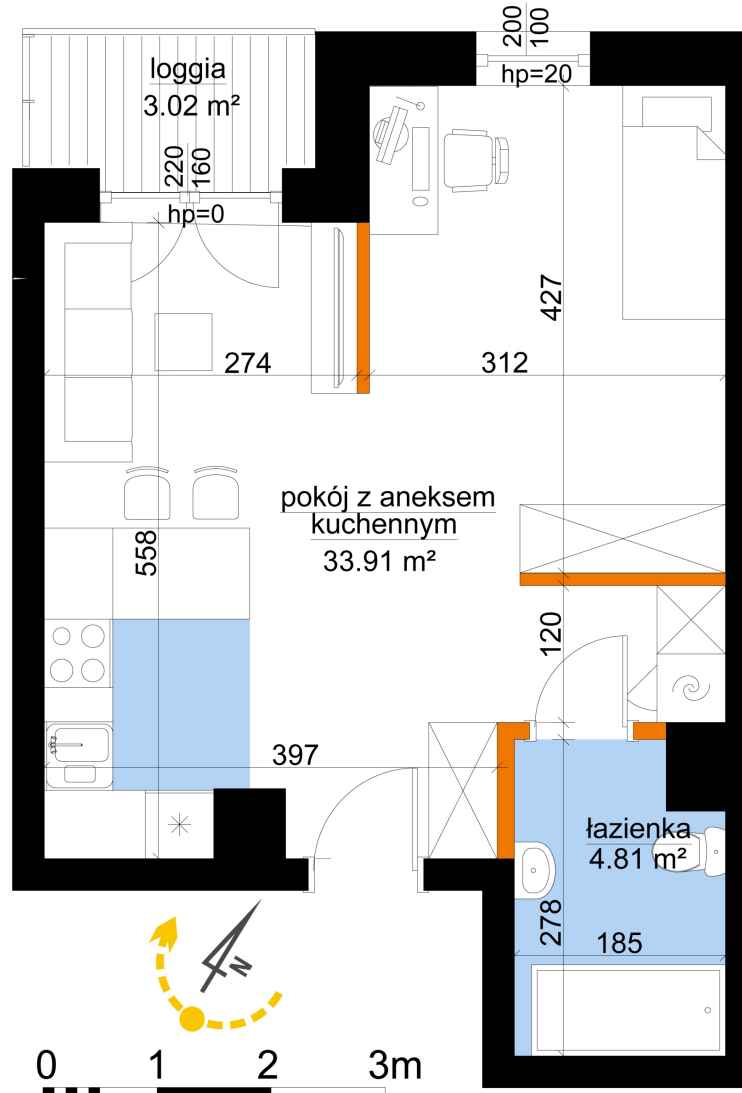 loggia
3.02 m²
220
160
hp=0
200
100
hp=20
427
274
312
pokój z aneksem
kuchennym
33.91 m²
558
120
397
łazienka
4.81 m²
278
185
N
0 1 2 3m